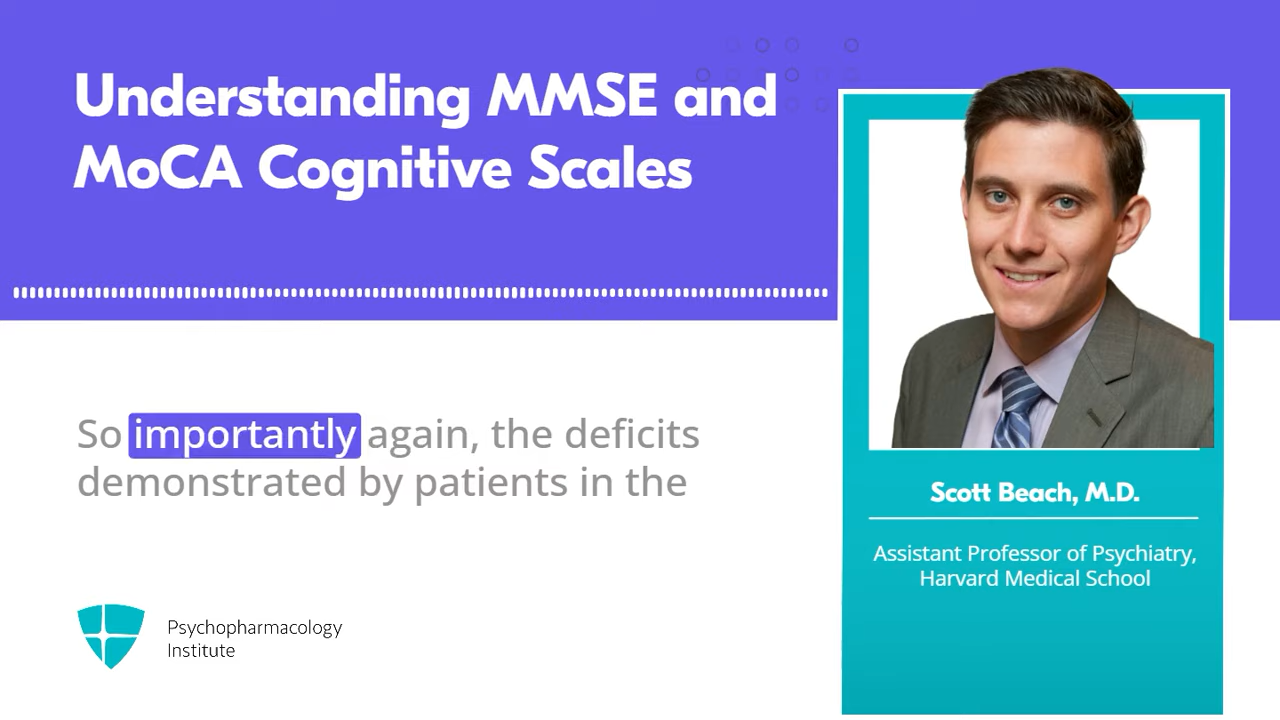 Understanding MMSE and
MoCA Cognitive Scales
So importantly again, the deficits
demonstrated by patients in the
Psychopharmacology
Institute
Scott Beach, M.D.
Assistant Professor of Psychiatry,
Harvard Medical School